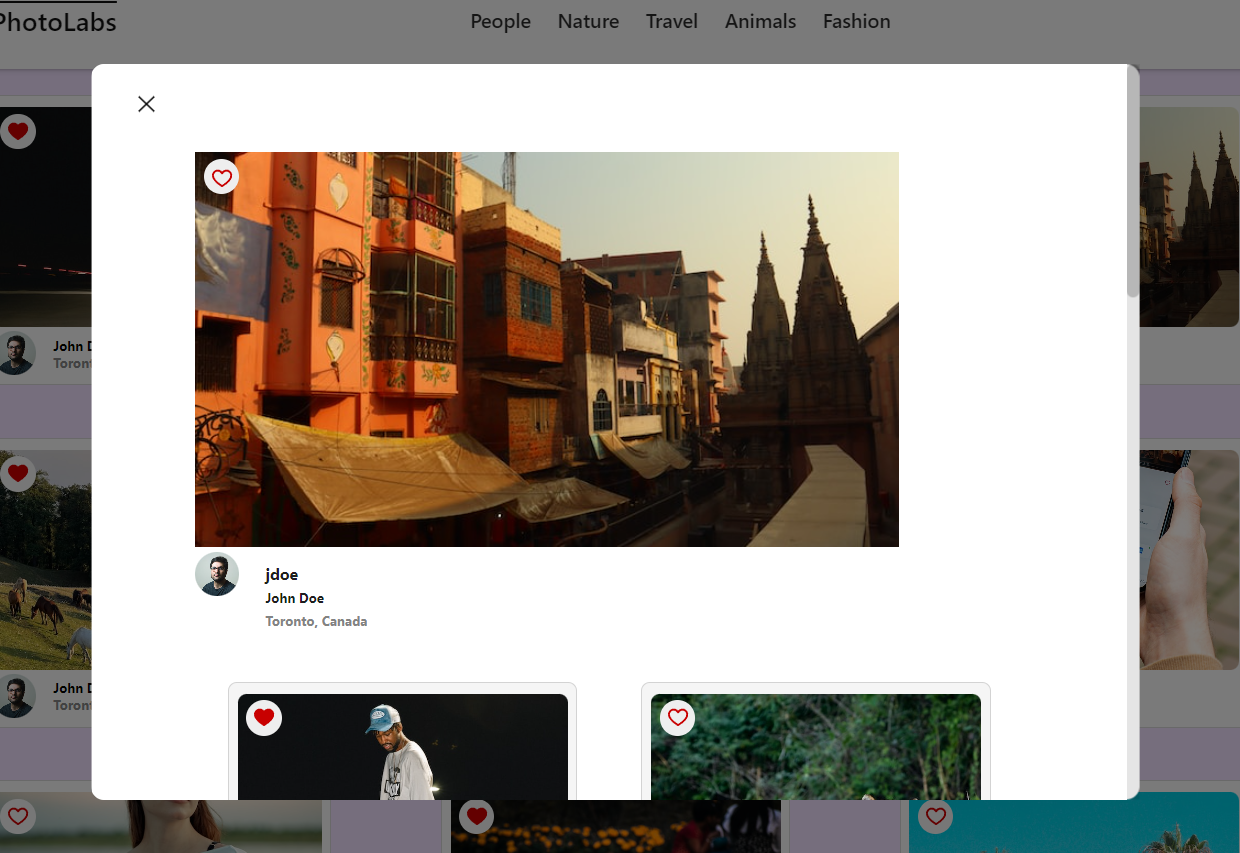 PhotoLabs
People Nature Travel Animals Fashion
John D
Toront
jdoe
John Doe
Toronto, Canada
John D
Toront